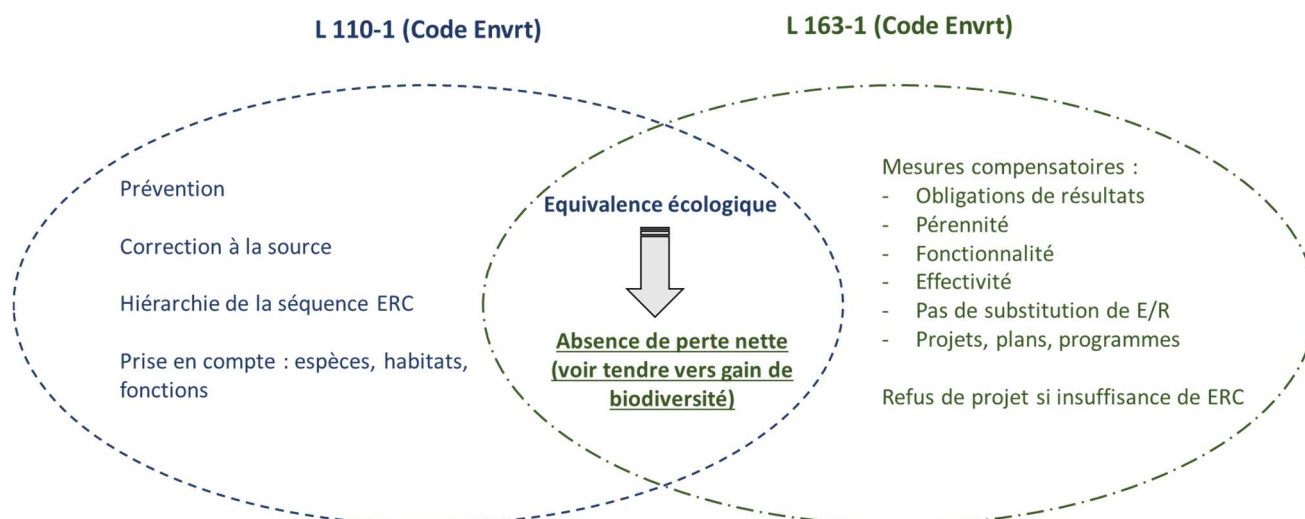 L 110-1 (Code Envrt)
L 163-1 (Code Envrt)
Prévention
Correction à la source
Hiérarchie de la séquence ERC
Prise en compte : espèces, habitats,
fonctions
Equivalence écologique
Absence de perte nette
(voir tendre vers gain de
biodiversité)
Mesures compensatoires :
- Obligations de résultats
- Pérennité
- Fonctionnalité
- Effectivité
- Pas de substitution de E/R
- Projets, plans, programmes
Refus de projet si insuffisance de ERC